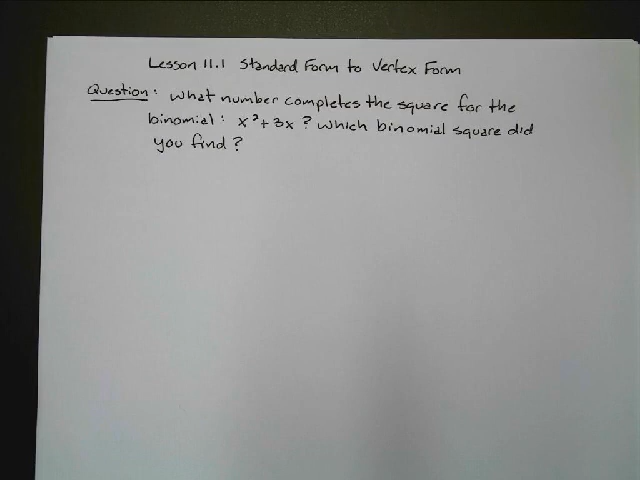 Lesson 11.1 Standard Form to Vertex Form
Question: What number completes the square for the
binomial: x² + 3x? Which binomial square did
you find?